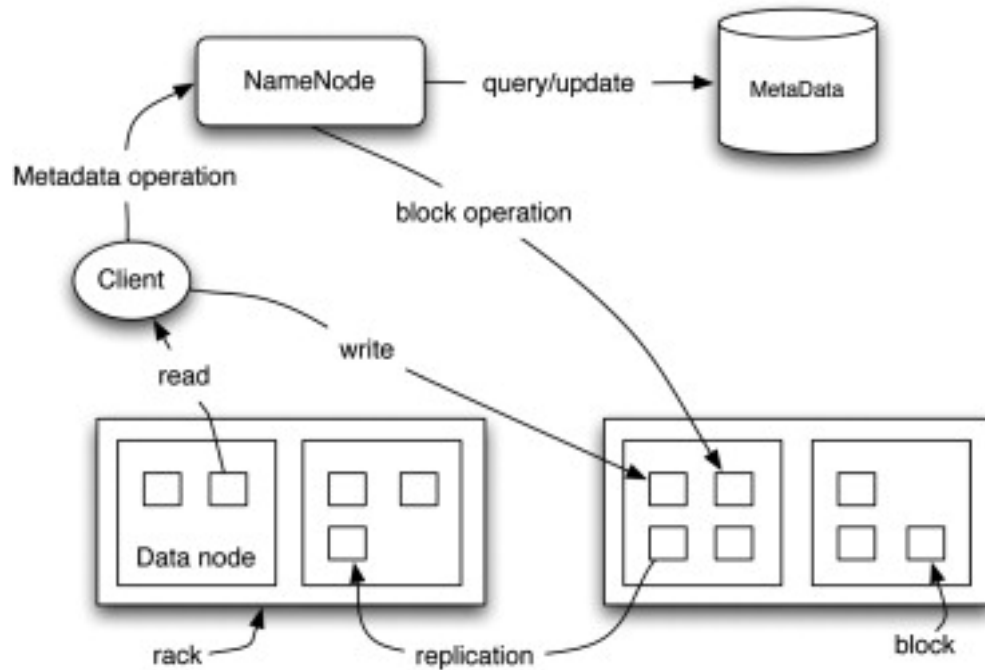 NameNode
query/update
MetaData
Metadata operation
block operation
Client
write
read
Data node
rack
replication
block